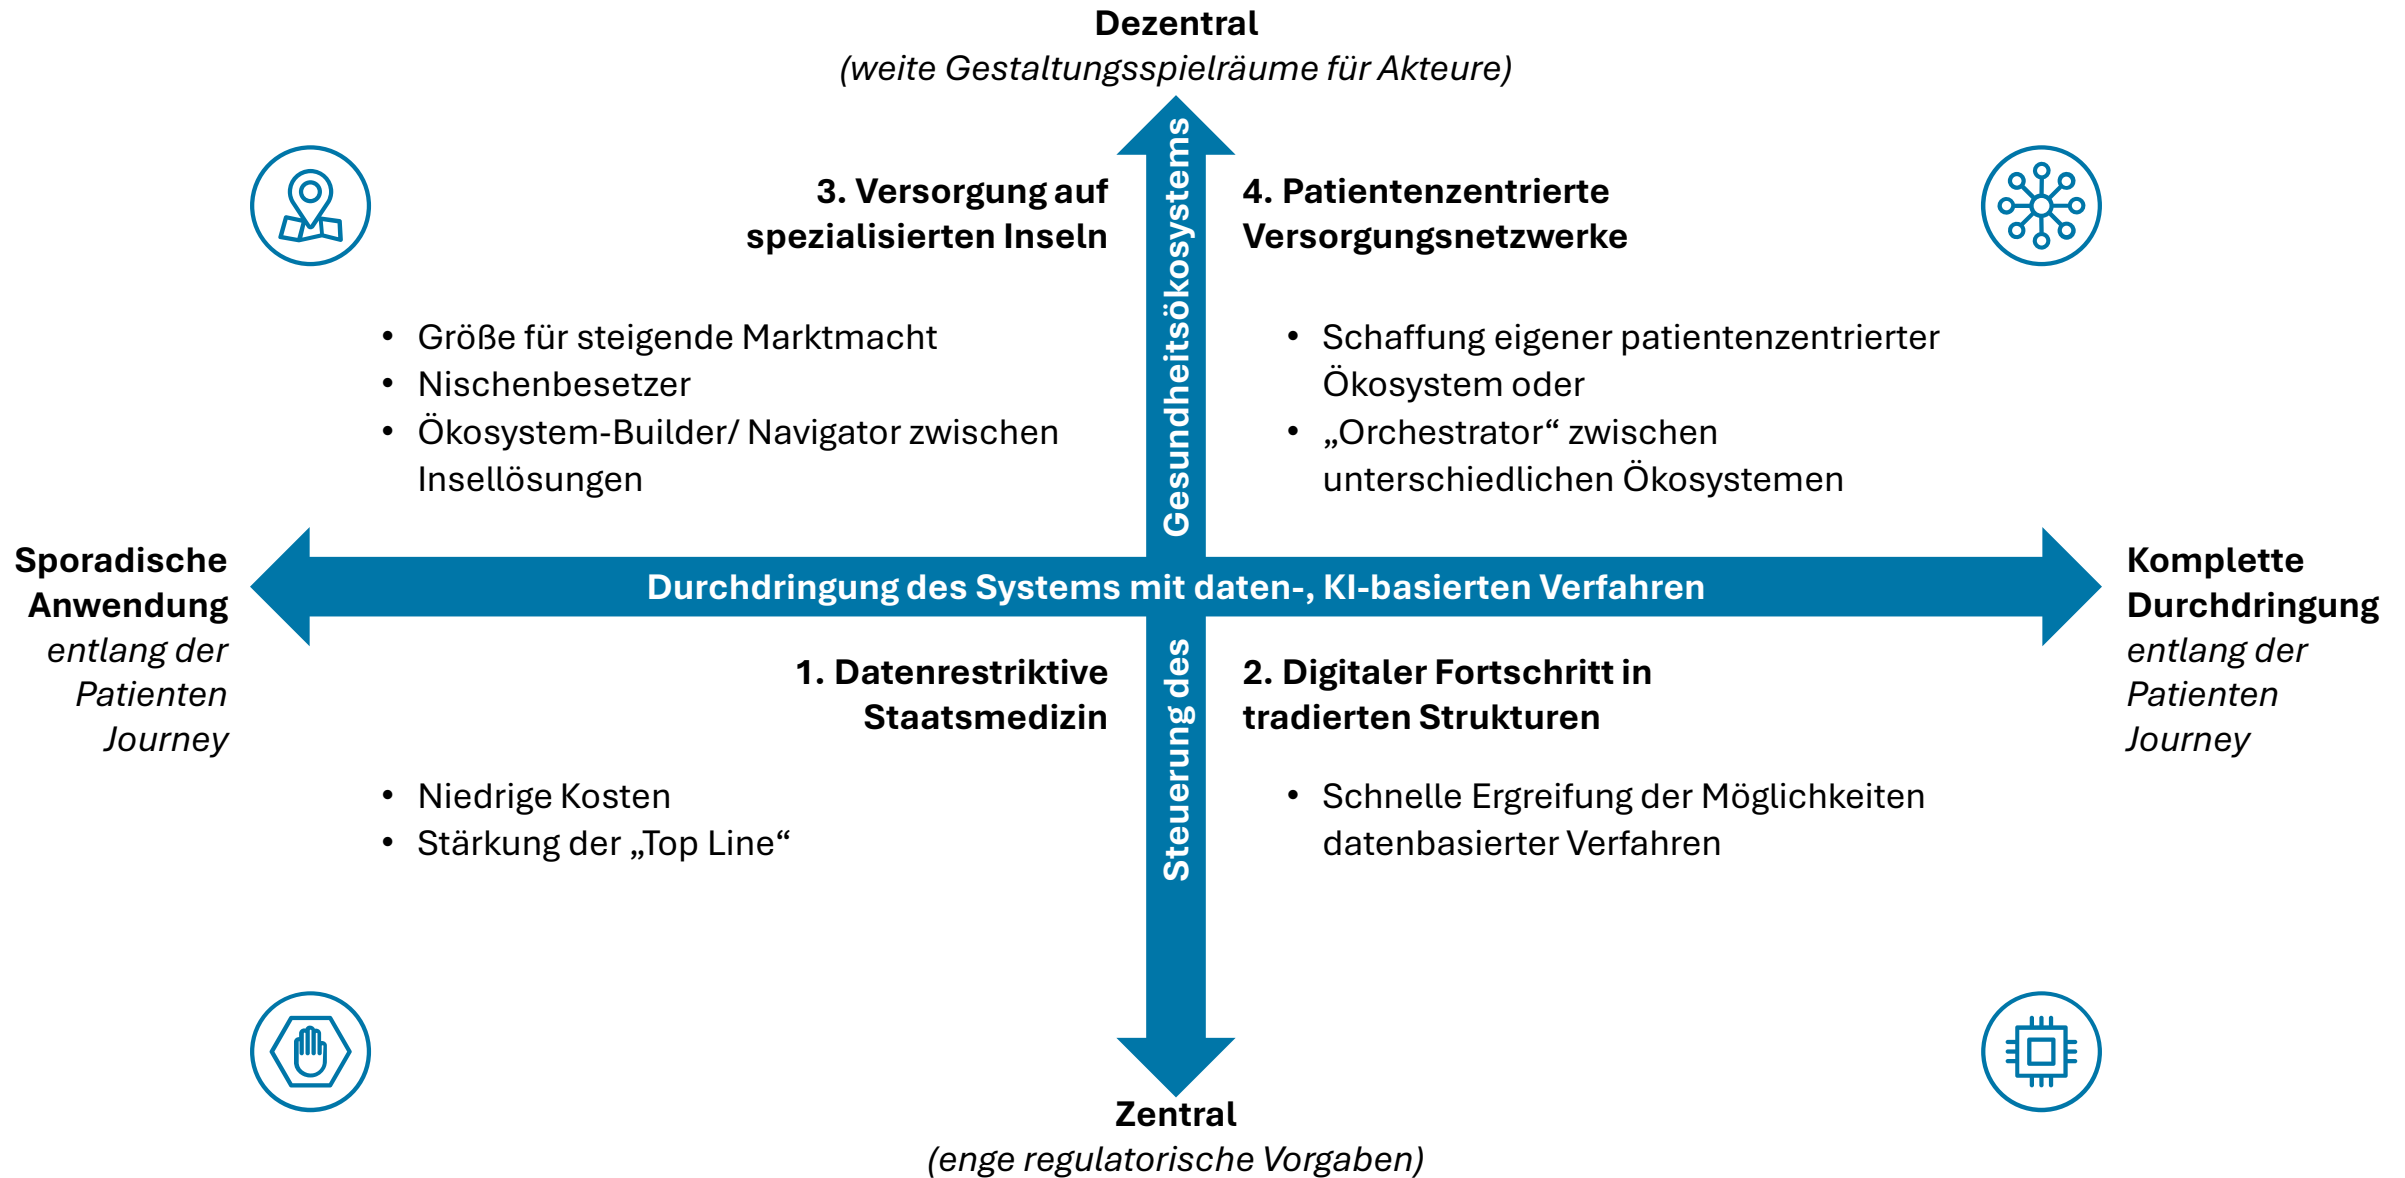 Dezentral
(weite Gestaltungsspielräume für Akteure)
3. Versorgung auf
spezialisierten Inseln
• Größe für steigende Marktmacht
• Nischenbesetzer
• Ökosystem-Builder/ Navigator zwischen
Insellösungen
4. Patientenzentrierte
Versorgungsnetzwerke
• Schaffung eigener patientenzentrierter
Ökosystem oder
• „Orchestrator“ zwischen
unterschiedlichen Ökosystemen
Sporadische
Anwendung
entlang der
Patienten
Journey
Durchdringung des Systems mit daten-, KI-basierten Verfahren
Steuerung des Gesundheitsökosystems
Komplette
Durchdringung
entlang der
Patienten
Journey
1. Datenrestriktive
Staatsmedizin
• Niedrige Kosten
• Stärkung der „Top Line“
2. Digitaler Fortschritt in
tradierten Strukturen
• Schnelle Ergreifung der Möglichkeiten
datenbasierter Verfahren
Zentral
(enge regulatorische Vorgaben)